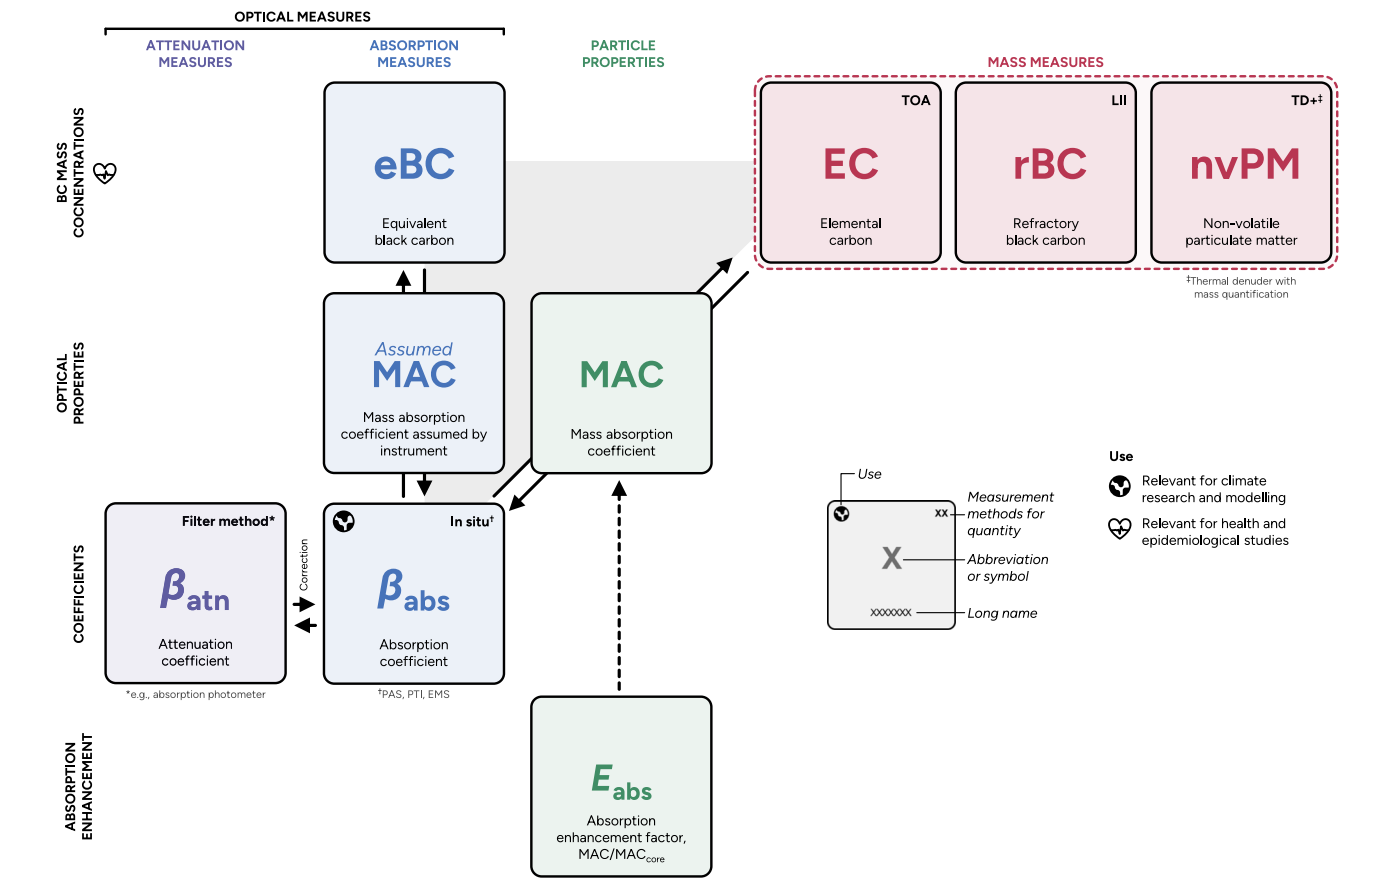 OPTICAL MEASURES
ATTENUATION
MEASURES
ABSORPTION
MEASURES
PARTICLE
PROPERTIES
MASS MEASURES
BC MASS
COCNENTRATIONS
eBC
Equivalent
black carbon
TOA
EC
Elemental
carbon
LII
rBC
Refractory
black carbon
TD+‡
nvPM
Non-volatile
particulate matter
‡Thermal denuder with
mass quantification
OPTICAL
PROPERTIES
Assumed
MAC
Mass absorption
coefficient assumed by
instrument
MAC
Mass absorption
coefficient
COEFFICIENTS
Filter method*
βatn
Attenuation
coefficient
*e.g., absorption photometer
Correction
In situ†
βabs
Absorption
coefficient
†PAS, PTI, EMS
Use
xx
Measurement
methods for
quantity
X
Abbreviation
or symbol
xxxxxxx
Long name
Use
Relevant for climate
research and modelling
Relevant for health and
epidemiological studies
ABSORPTION
ENHANCEMENT
Eabs
Absorption
enhancement factor,
MAC/MACcore